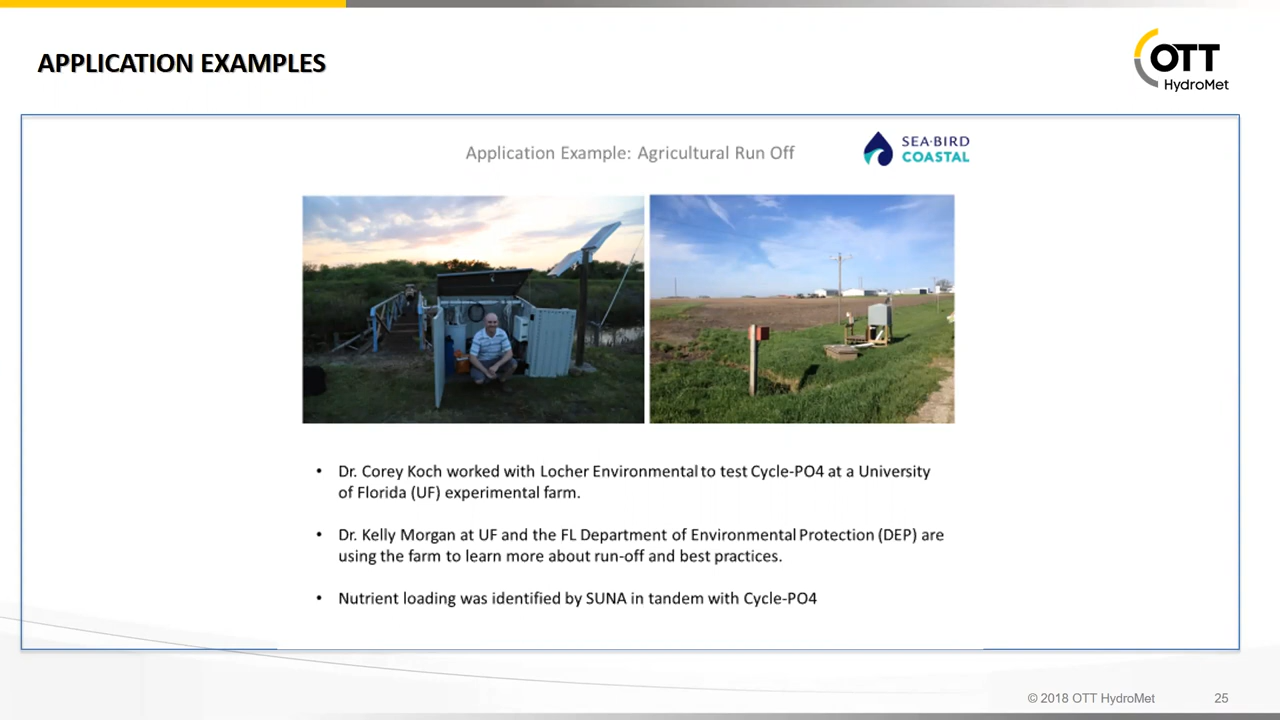 APPLICATION EXAMPLES
OTT
HydroMet
Application Example: Agricultural Run Off
SEA·BIRD
COASTAL
• Dr. Corey Koch worked with Locher Environmental to test Cycle-PO4 at a University
of Florida (UF) experimental farm.
• Dr. Kelly Morgan at UF and the FL Department of Environmental Protection (DEP) are
using the farm to learn more about run-off and best practices.
• Nutrient loading was identified by SUNA in tandem with Cycle-PO4
© 2018 OTT HydroMet
25